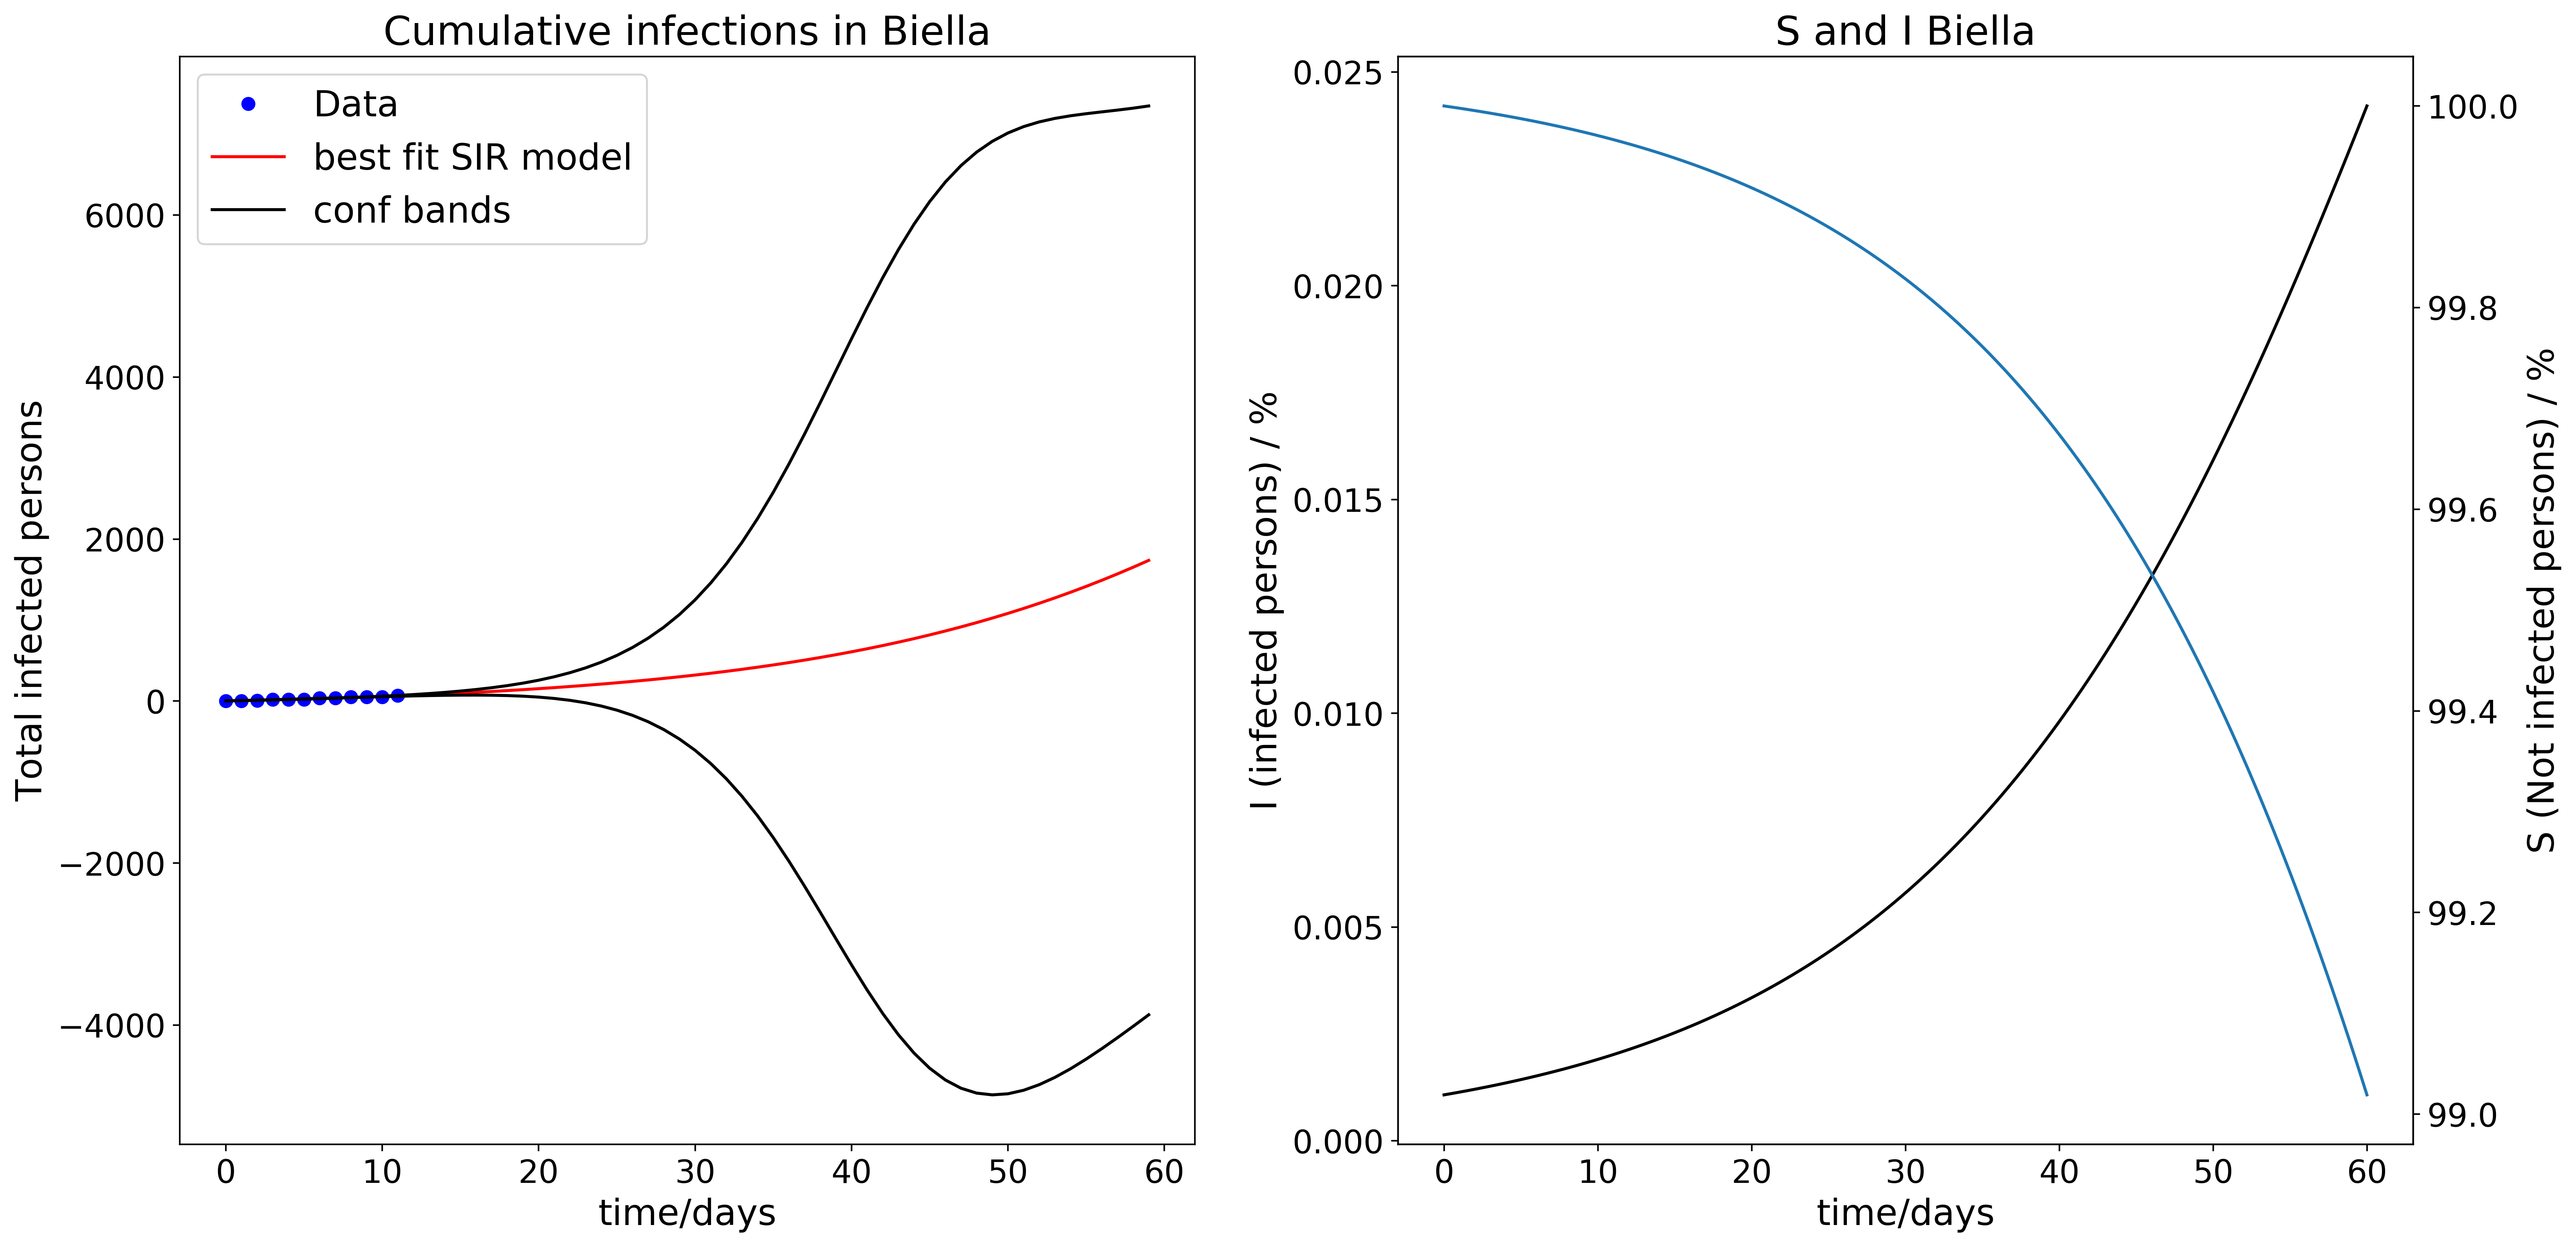 Cumulative infections in Biella
Data
best fit SIR model
conf bands
6000
4000
2000
0
−2000
−4000
Total infected persons
0 10 20 30 40 50 60
time/days
S and I Biella
0.025
0.020
0.015
0.010
0.005
0.000
I (infected persons) / %
100.0
99.8
99.6
99.4
99.2
99.0
S (Not infected persons) / %
0 10 20 30 40 50 60
time/days